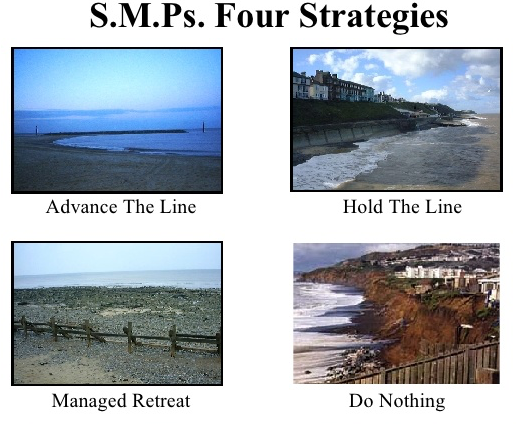 S.M.Ps. Four Strategies
Advance The Line
Hold The Line
Managed Retreat
Do Nothing